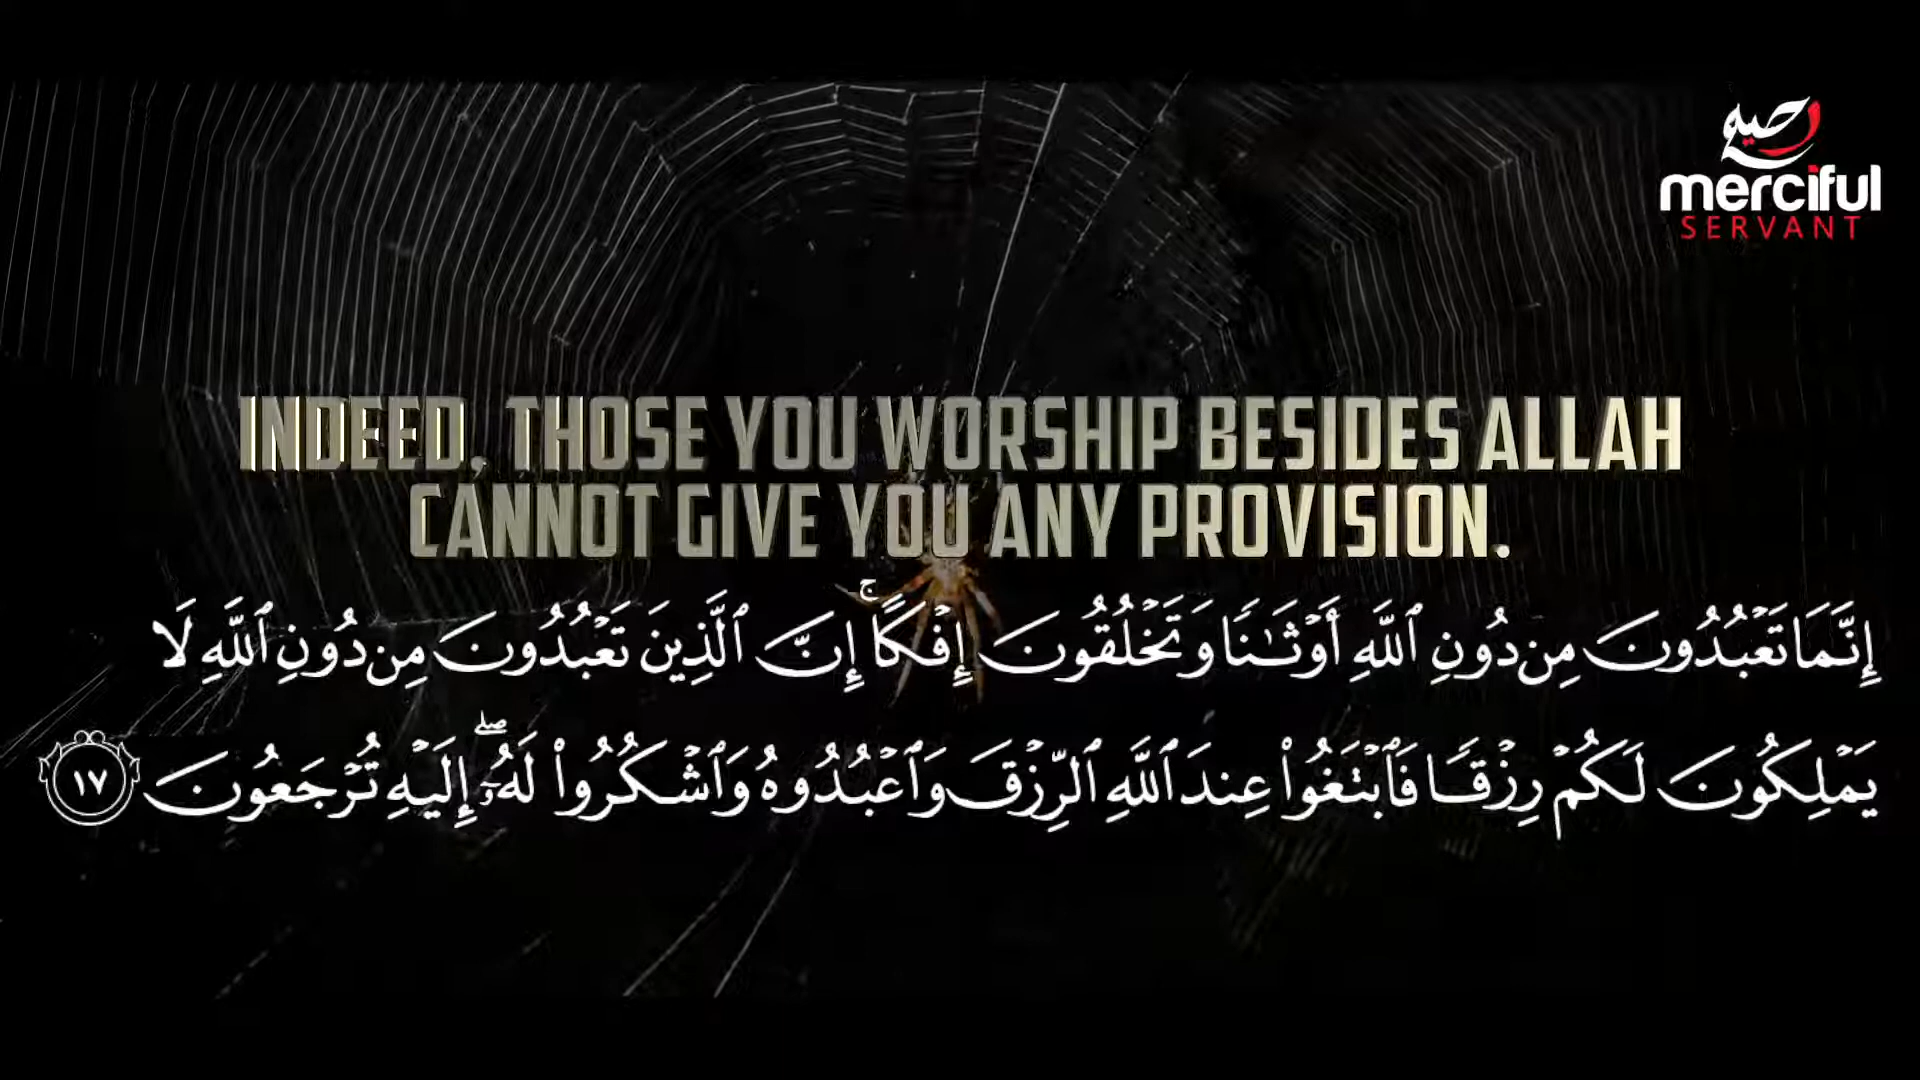 رحيم
merciful
SERVANT
INDEED, THOSE YOU WORSHIP BESIDES ALLAH
CANNOT GIVE YOU ANY PROVISION.
إِنَّمَا تَعۡبُدُونَ مِن دُونِ ٱللَّهِ أَوۡثَٰنٗا وَتَخۡلُقُونَ إِفۡكًاۚ إِنَّ ٱلَّذِينَ تَعۡبُدُونَ مِن دُونِ ٱللَّهِ لَا
يَمۡلِكُونَ لَكُمۡ رِزۡقٗا فَٱبۡتَغُواْ عِندَ ٱللَّهِ ٱلرِّزۡقَ وَٱعۡبُدُوهُ وَٱشۡكُرُواْ لَهُۥٓۖ إِلَيۡهِ تُرۡجَعُونَ ١٧